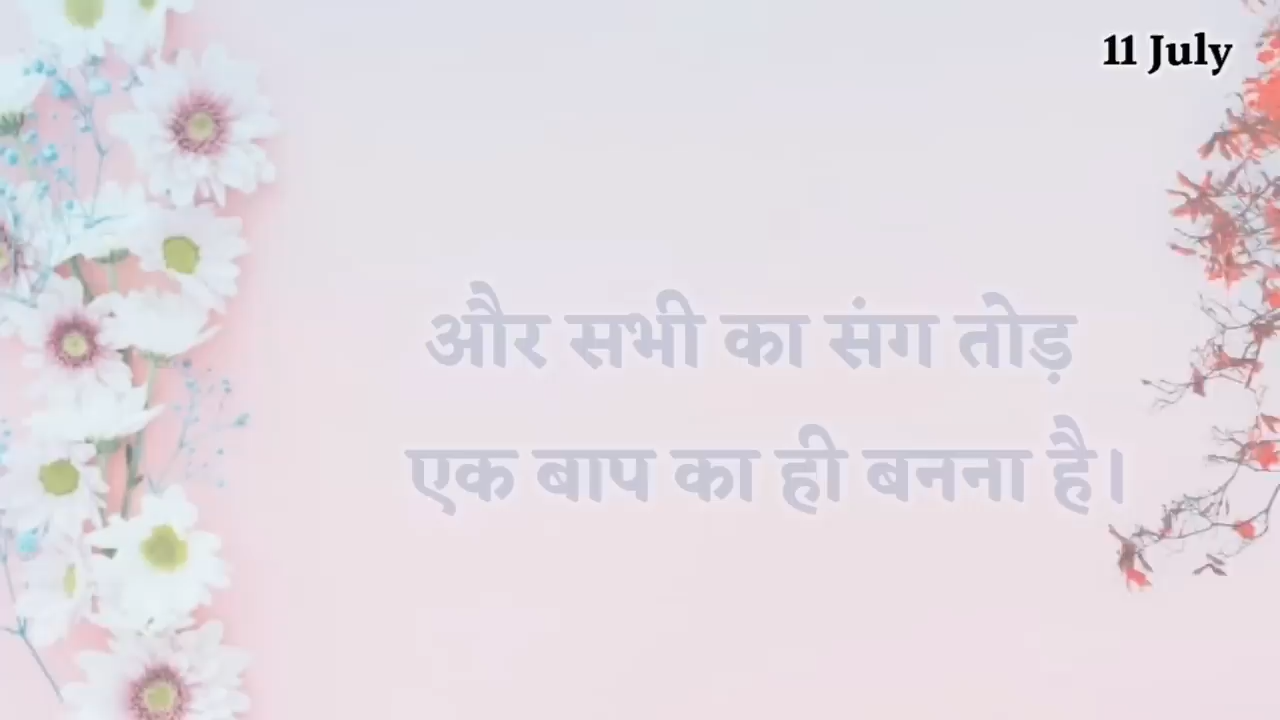 11 July
और सभी का संग तोड़
एक बाप का ही बनना है।